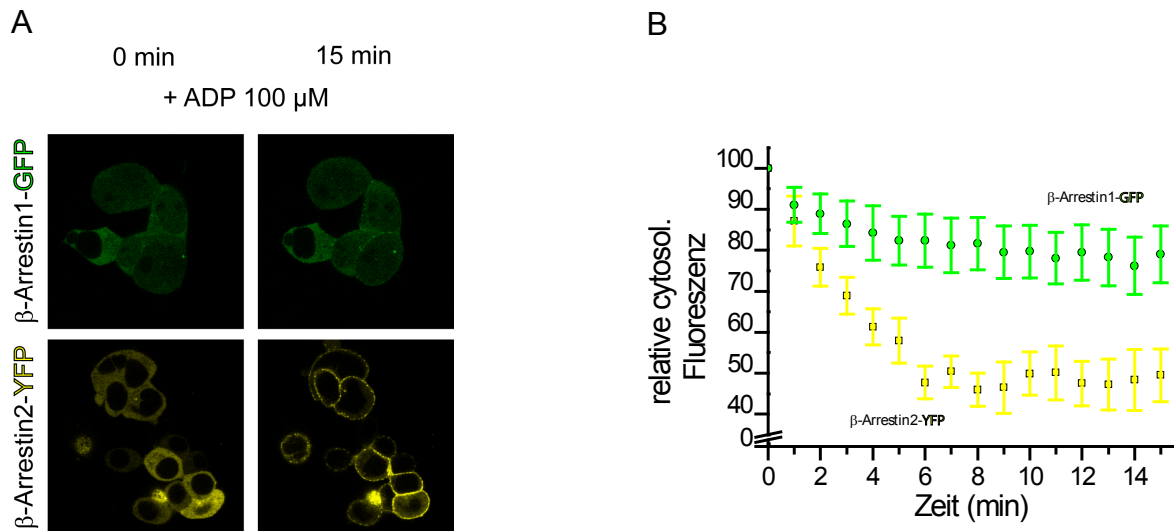 A
0 min
15 min
+ ADP 100 µM
β-Arrestin1-GFP
β-Arrestin2-YFP
B
relative cytosol.
Fluoreszenz
100
90
80
70
60
50
40
0
β-Arrestin1-GFP
β-Arrestin2-YFP
0 2 4 6 8 10 12 14
Zeit (min)